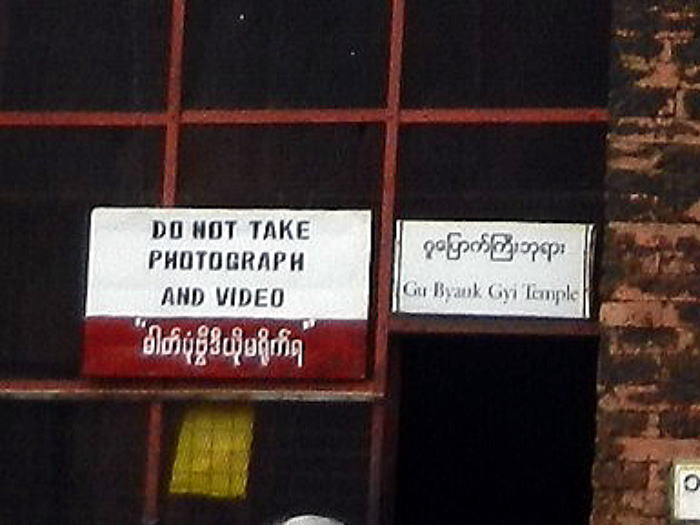 DO NOT TAKE
PHOTOGRAPH
AND VIDEO
"ဓါတ်ပုံဗွီဒီယိုမရိုက်ရ"
ဂူပြောက်ကြီးဘုရား
Gu Byauk Gyi Temple